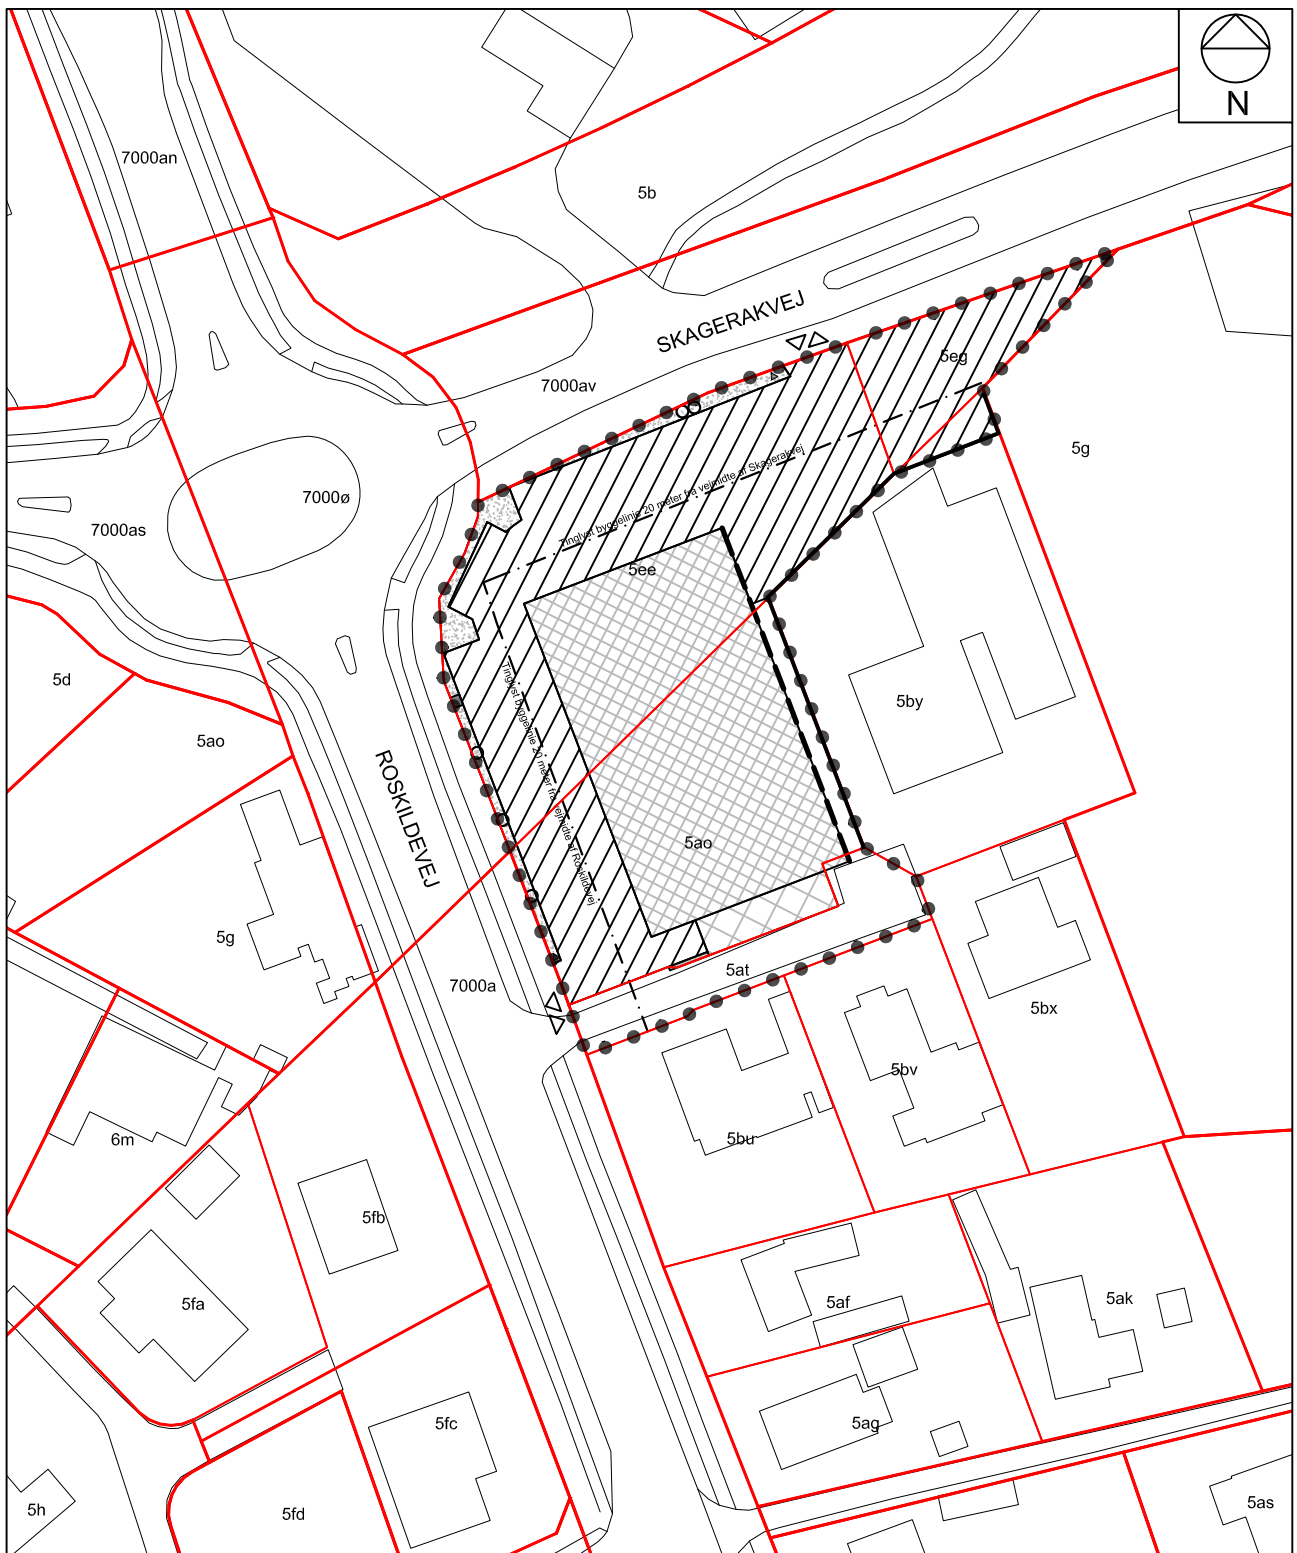 N
7000an
5b
SKAGERAKVEJ
5eg
7000av
5g
Tinglyst byggelinie 20 meter fra vejmidte af Skagerakvej
7000ø
7000as
5ee
Tinglyst byggelinie 20 meter fra vejmidte af Roskildevej
5d
5by
5ao
ROSKILDEVEJ
5ao
5g
5at
7000a
5bx
5bv
5bu
6m
5fb
5fa
5af
5ak
5fc
5ag
5h
5fd
5as